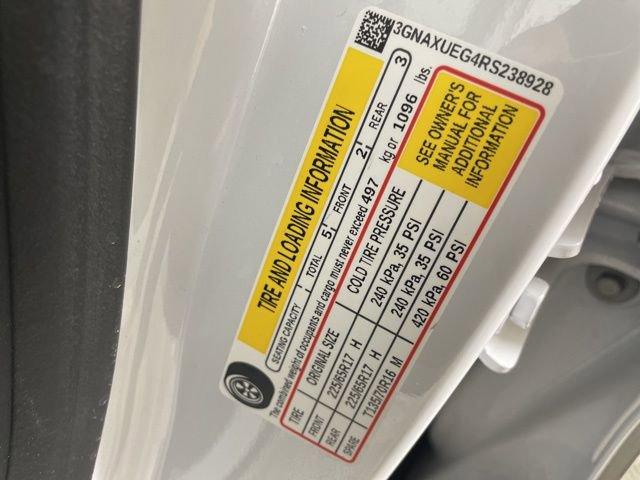 3GNAXUEG4RS238928
TIRE AND LOADING INFORMATION
SEATING CAPACITY TOTAL 5 FRONT 2 REAR 3
The combined weight of occupants and cargo must never exceed 497 kg or 1096 lbs.
TIRE ORIGINAL SIZE COLD TIRE PRESSURE
FRONT 225/65R17 H 240 kPa, 35 PSI
REAR 225/65R17 H 240 kPa, 35 PSI
SPARE T135/70R16 M 420 kPa, 60 PSI
SEE OWNER'S
MANUAL FOR
ADDITIONAL
INFORMATION